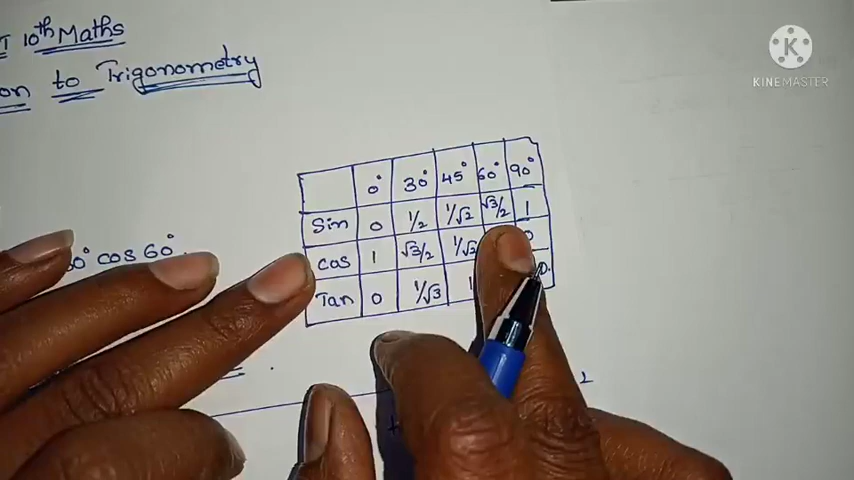 10th Maths
to Trigonometry
K
KINEMASTER
0° 30° 45° 60° 90°
Sin 0 1/2 1/√2 √3/2 1
cos 1 √3/2 1/√2 0
Tan 0 1/√3 1
cos 60°.